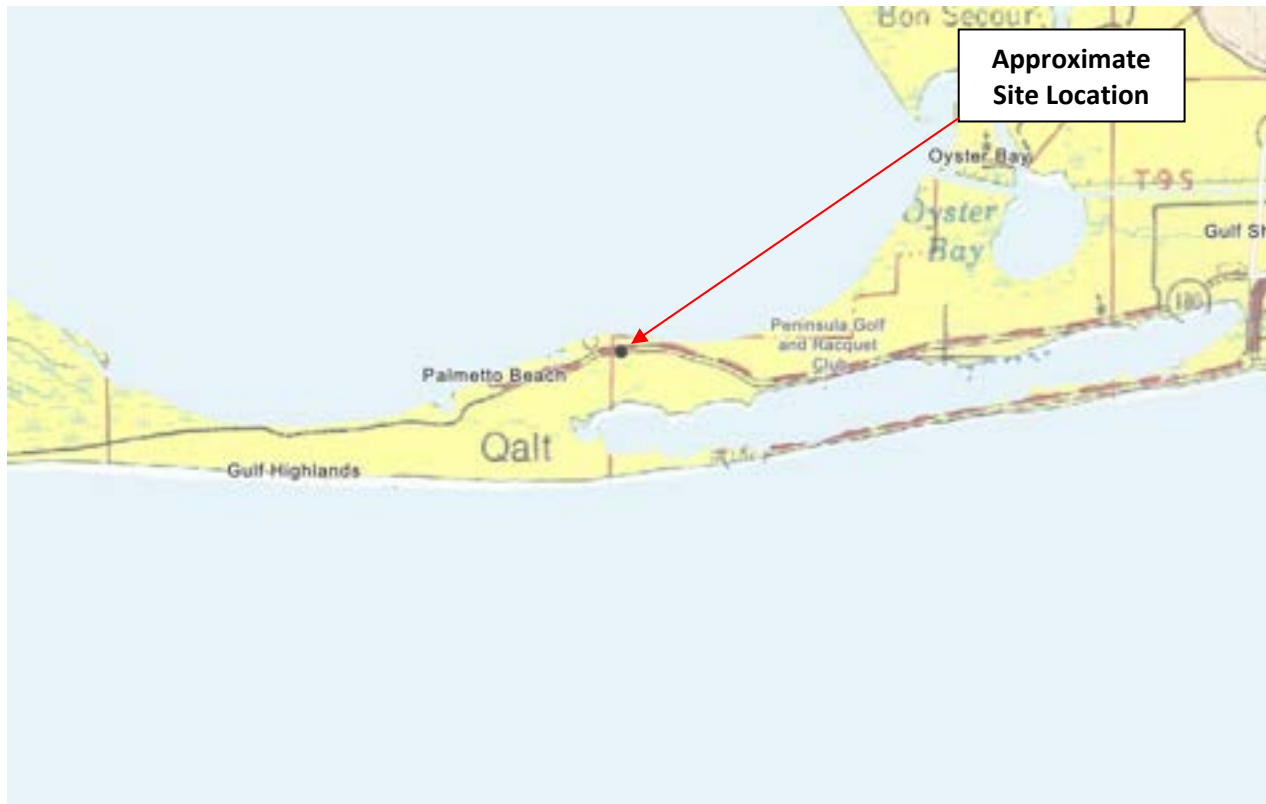 Bon Secour
Approximate
Site Location
Oyster Bay
T-9 S
Oyster
Bay
Gulf Sh
180
Peninsula Golf
and Racquet
Club
Palmetto Beach
Qalt
Gulf Highlands